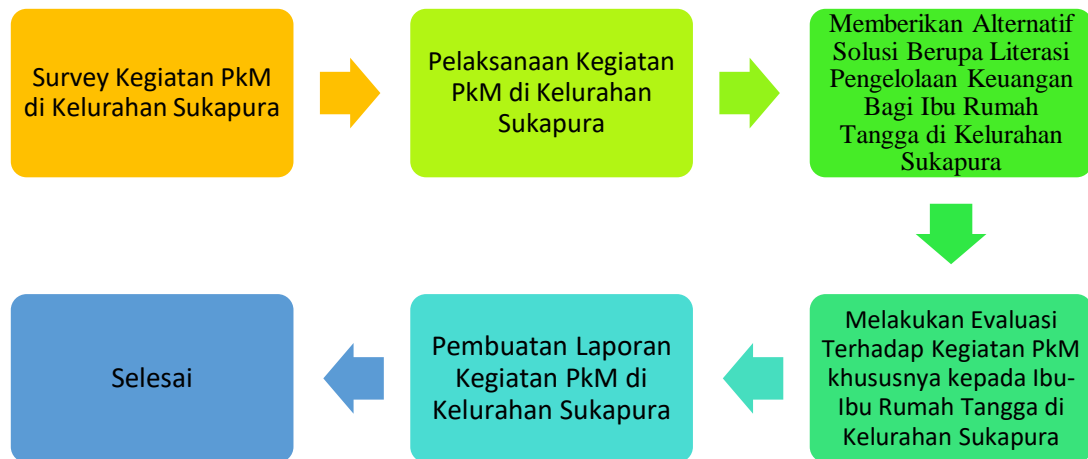 Survey Kegiatan PkM
di Kelurahan Sukapura
Pelaksanaan Kegiatan
PkM di Kelurahan
Sukapura
Memberikan Alternatif
Solusi Berupa Literasi
Pengelolaan Keuangan
Bagi Ibu Rumah
Tangga di Kelurahan
Sukapura
Melakukan Evaluasi
Terhadap Kegiatan PkM
khususnya kepada Ibu-
Ibu Rumah Tangga di
Kelurahan Sukapura
Pembuatan Laporan
Kegiatan PkM di
Kelurahan Sukapura
Selesai